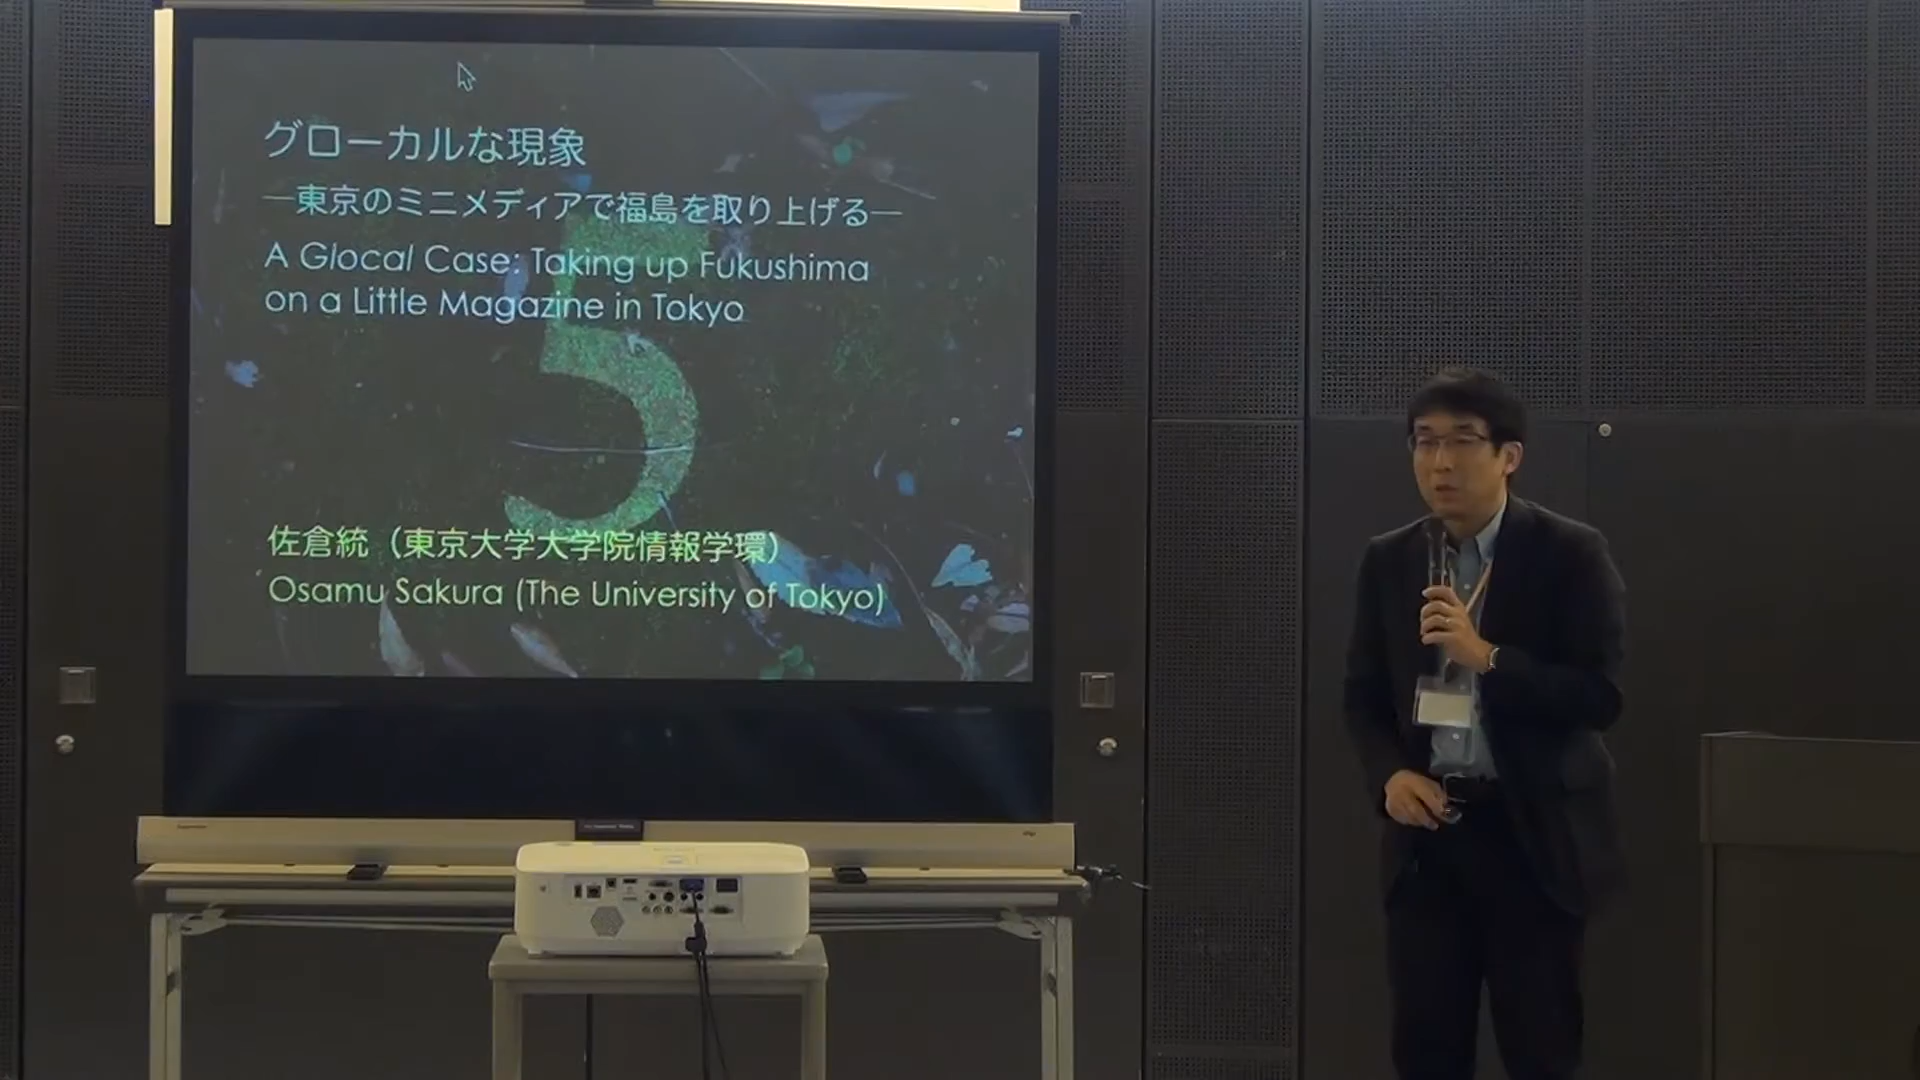 グローカルな現象
―東京のミニメディアで福島を取り上げる―
A Glocal Case: Taking up Fukushima
on a Little Magazine in Tokyo
5
佐倉統（東京大学大学院情報学環）
Osamu Sakura (The University of Tokyo)